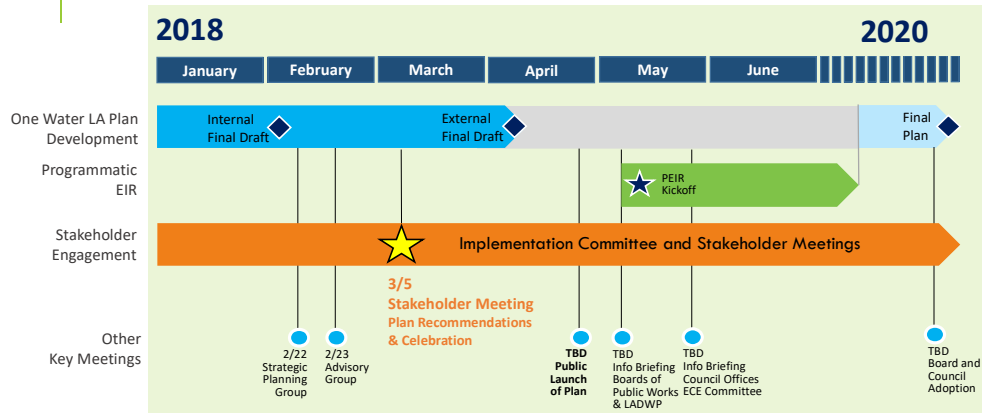 2018
2020
January
February
March
April
May
June
One Water LA Plan
Development
Internal
Final Draft
External
Final Draft
Final
Plan
Programmatic
EIR
PEIR
Kickoff
Stakeholder
Engagement
Implementation Committee and Stakeholder Meetings
3/5
Stakeholder Meeting
Plan Recommendations
& Celebration
Other
Key Meetings
2/22
Strategic
Planning
Group
2/23
Advisory
Group
TBD
Public
Launch
of Plan
TBD
Info Briefing
Boards of
Public Works
& LADWP
TBD
Info Briefing
Council Offices
ECE Committee
TBD
Board and
Council
Adoption